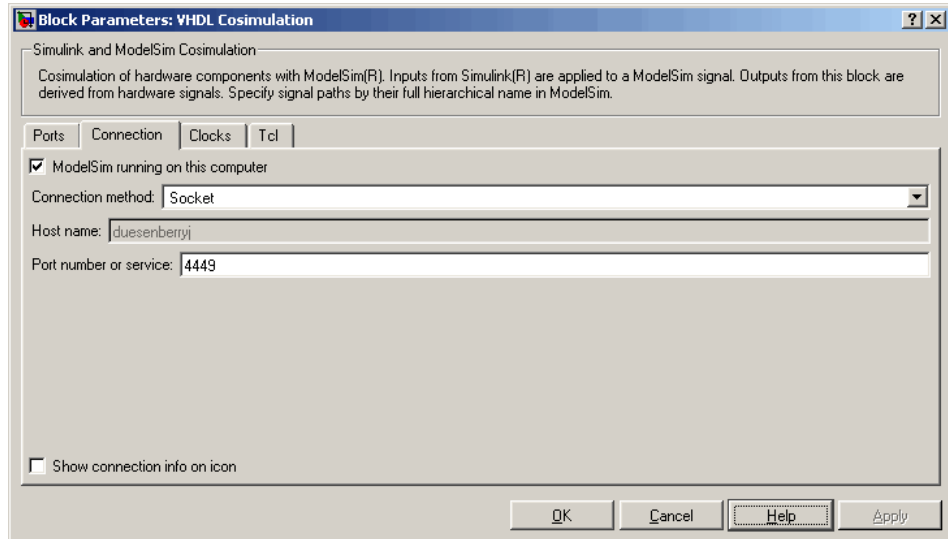 Block Parameters: VHDL Cosimulation
Simulink and ModelSim Cosimulation
Cosimulation of hardware components with ModelSim(R). Inputs from Simulink(R) are applied to a ModelSim signal. Outputs from this block are
derived from hardware signals. Specify signal paths by their full hierarchical name in ModelSim.
Ports Connection Clocks Tcl
ModelSim running on this computer
Connection method: Socket
Host name: duesenberryj
Port number or service: 4449
Show connection info on icon
OK Cancel Help Apply